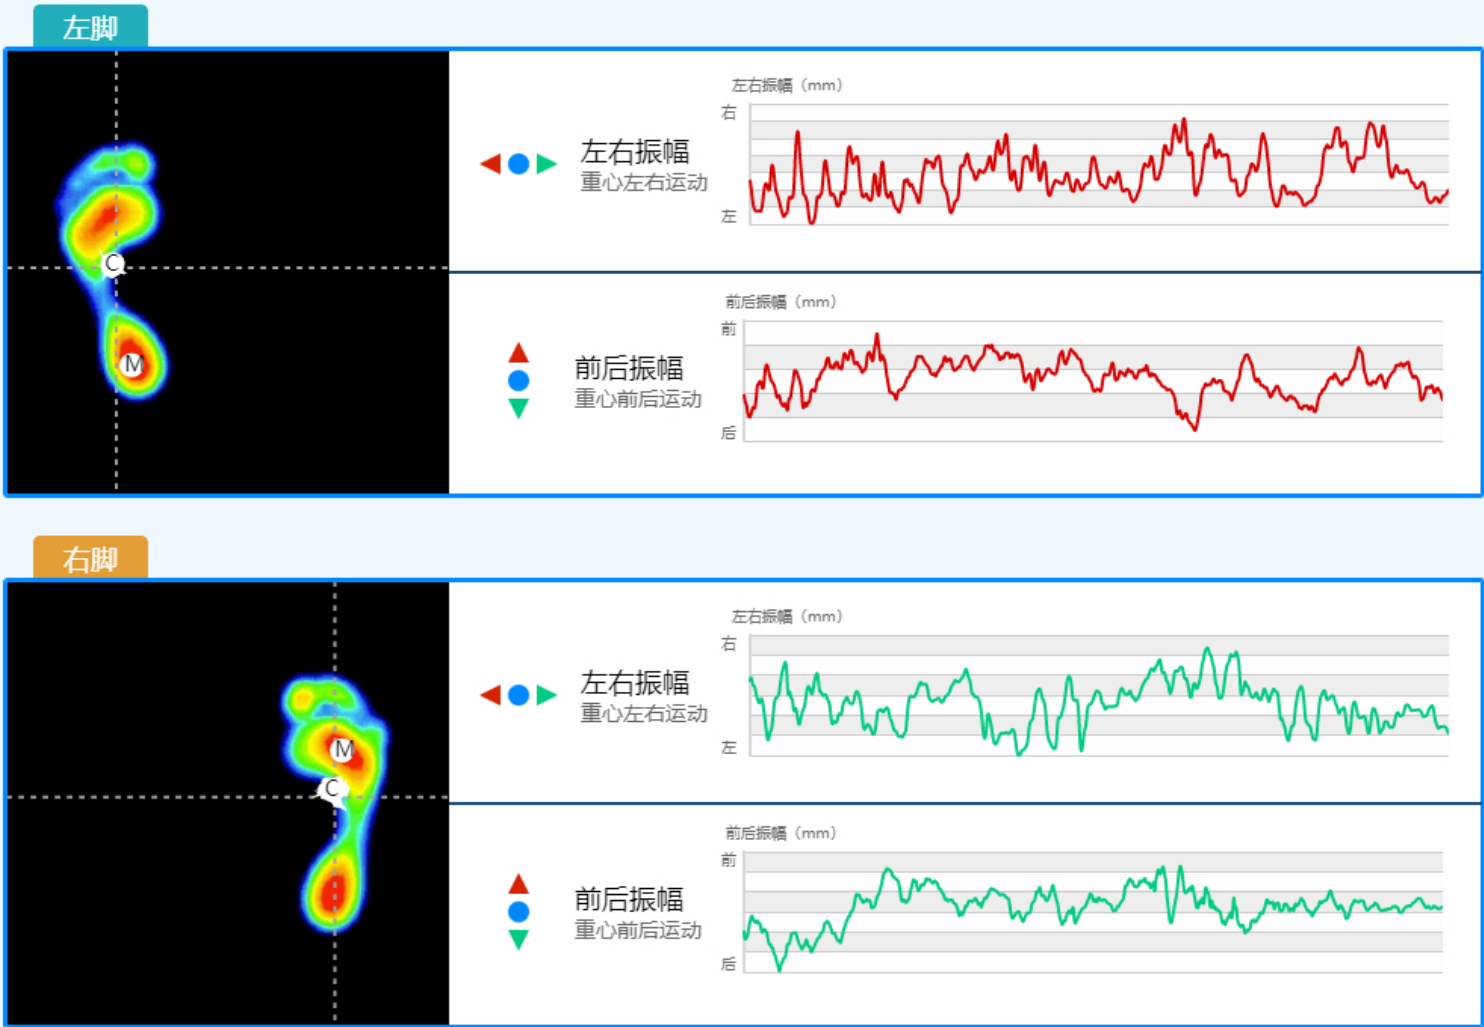 左脚
左右振幅（mm）
右
左右振幅
重心左右运动
左
C
M
前后振幅（mm）
前
前后振幅
重心前后运动
后
右脚
左右振幅（mm）
右
左右振幅
重心左右运动
左
M
C
前后振幅（mm）
前
前后振幅
重心前后运动
后